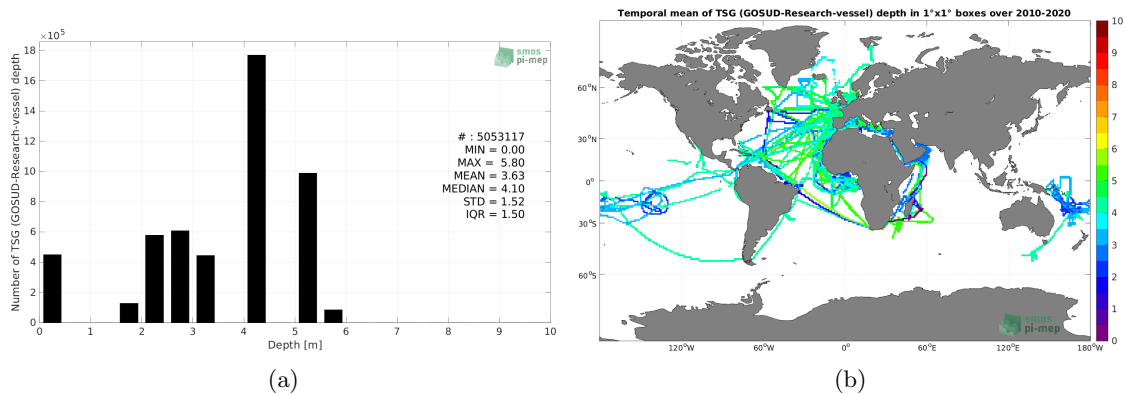 ×10⁵
18
16
14
12
10
8
6
4
2
0
Number of TSG (GOSUD-Research-vessel) depth
smos
pi-mep
# : 5053117
MIN = 0.00
MAX = 5.80
MEAN = 3.63
MEDIAN = 4.10
STD = 1.52
IQR = 1.50
0 1 2 3 4 5 6 7 8 9 10
Depth [m]
(a)
Temporal mean of TSG (GOSUD-Research-vessel) depth in 1°x1° boxes over 2010-2020
60°N
30°N
0°
30°S
60°S
120°W 60°W 0° 60°E 120°E 180°W
smos
pi-mep
10
9
8
7
6
5
4
3
2
1
0
(b)